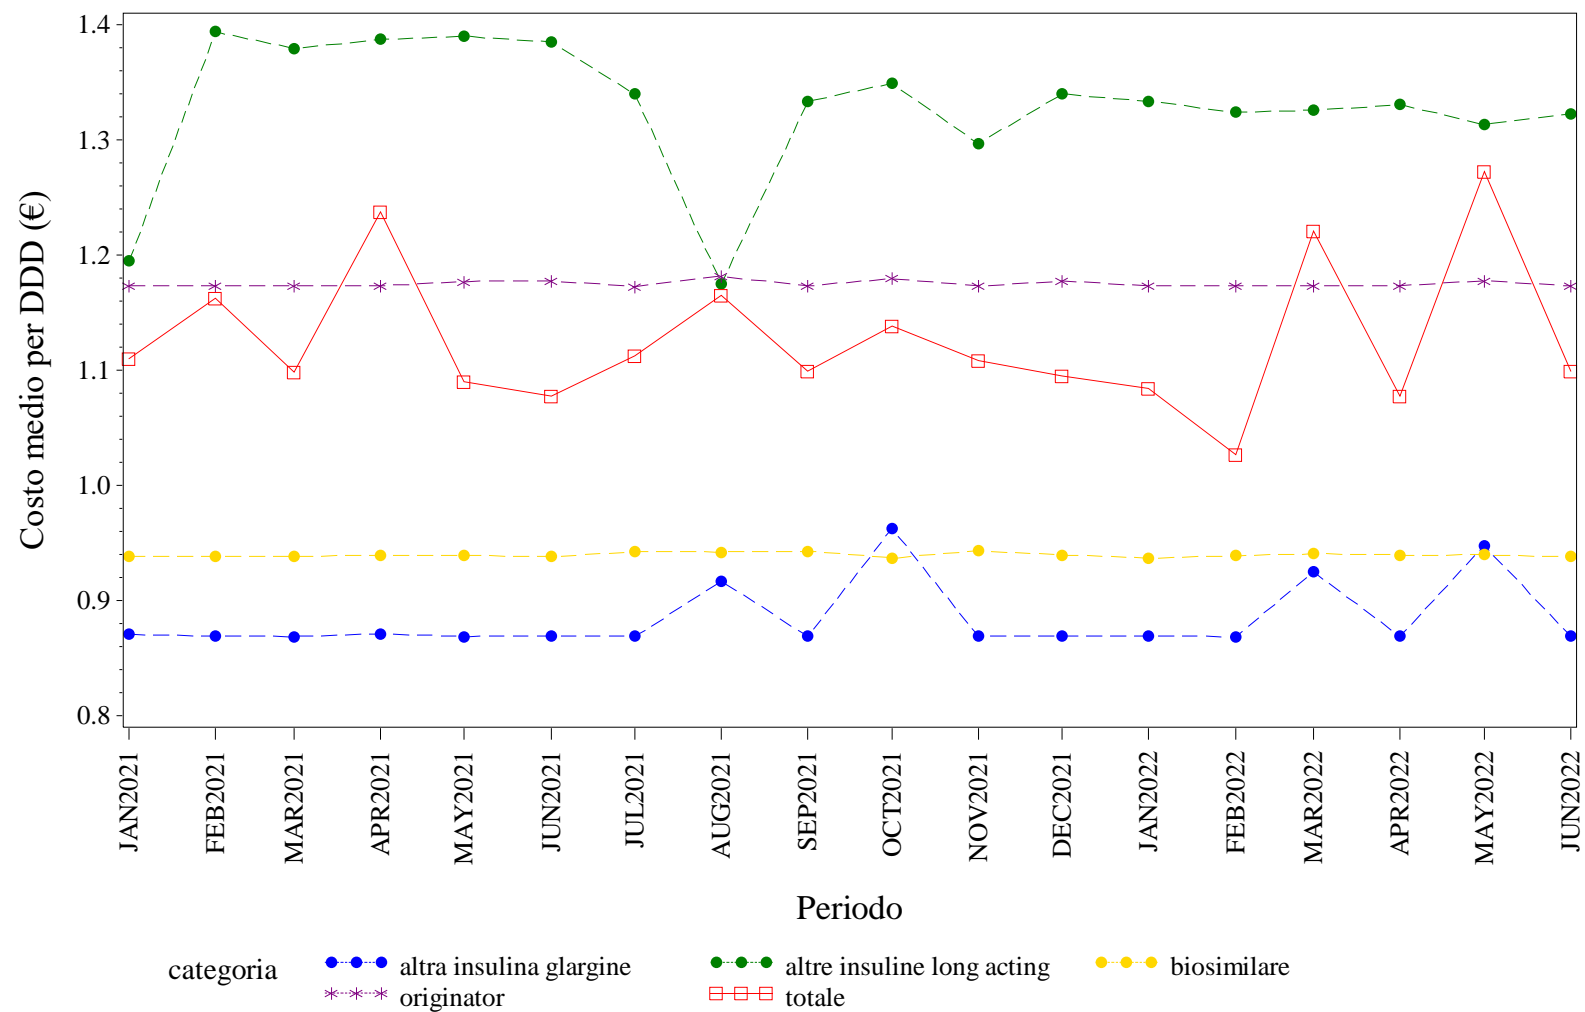 Costo medio per DDD (€)
1.4
1.3
1.2
1.1
1.0
0.9
0.8
JAN2021
FEB2021
MAR2021
APR2021
MAY2021
JUN2021
JUL2021
AUG2021
SEP2021
OCT2021
NOV2021
DEC2021
JAN2022
FEB2022
MAR2022
APR2022
MAY2022
JUN2022
Periodo
categoria
altra insulina glargine
altre insuline long acting
biosimilare
originator
totale